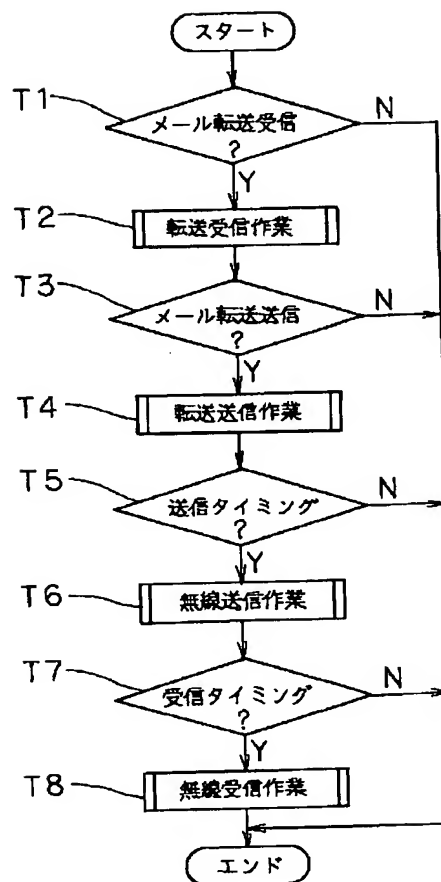 スタート
T1
メール転送受信
?
N
Y
T2
転送受信作業
T3
メール転送送信
?
N
Y
T4
転送送信作業
T5
送信タイミング
?
N
Y
T6
無線送信作業
T7
受信タイミング
?
N
Y
T8
無線受信作業
エンド